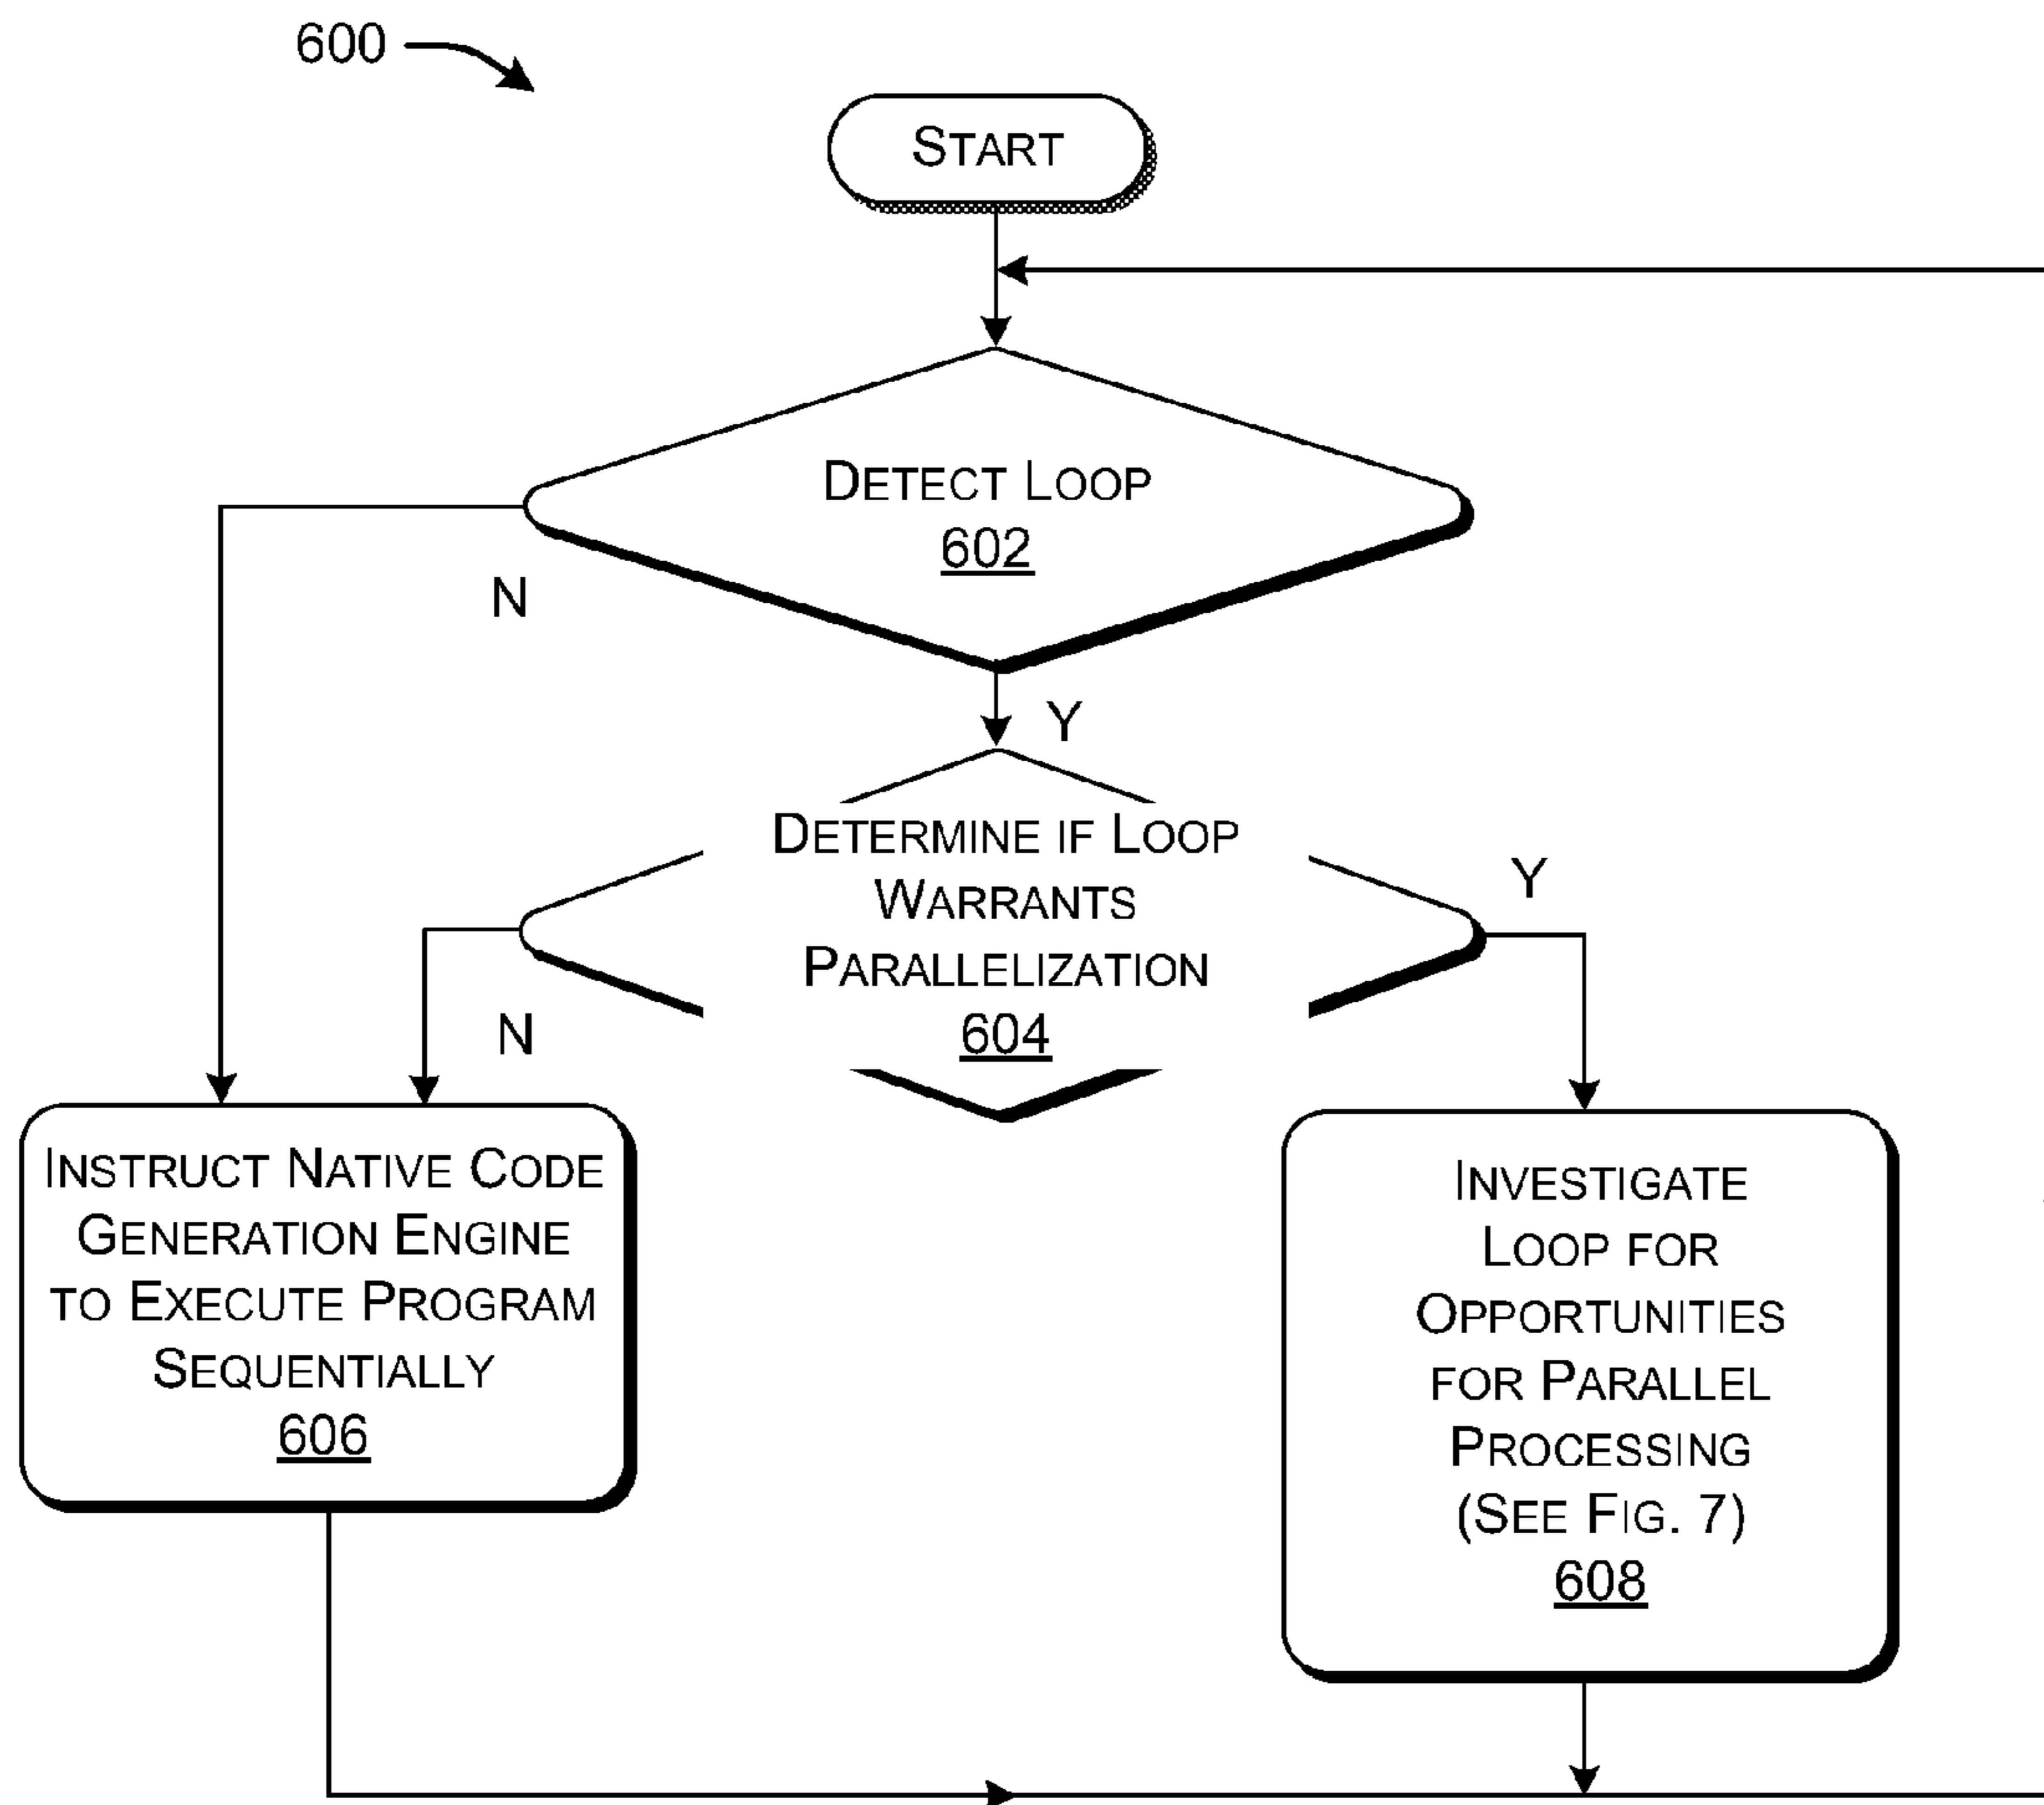 600
START
DETECT LOOP
602
N
Y
DETERMINE IF LOOP
WARRANTS
PARALLELIZATION
604
Y
N
INSTRUCT NATIVE CODE
GENERATION ENGINE
TO EXECUTE PROGRAM
SEQUENTIALLY
606
INVESTIGATE
LOOP FOR
OPPORTUNITIES
FOR PARALLEL
PROCESSING
(SEE FIG. 7)
608